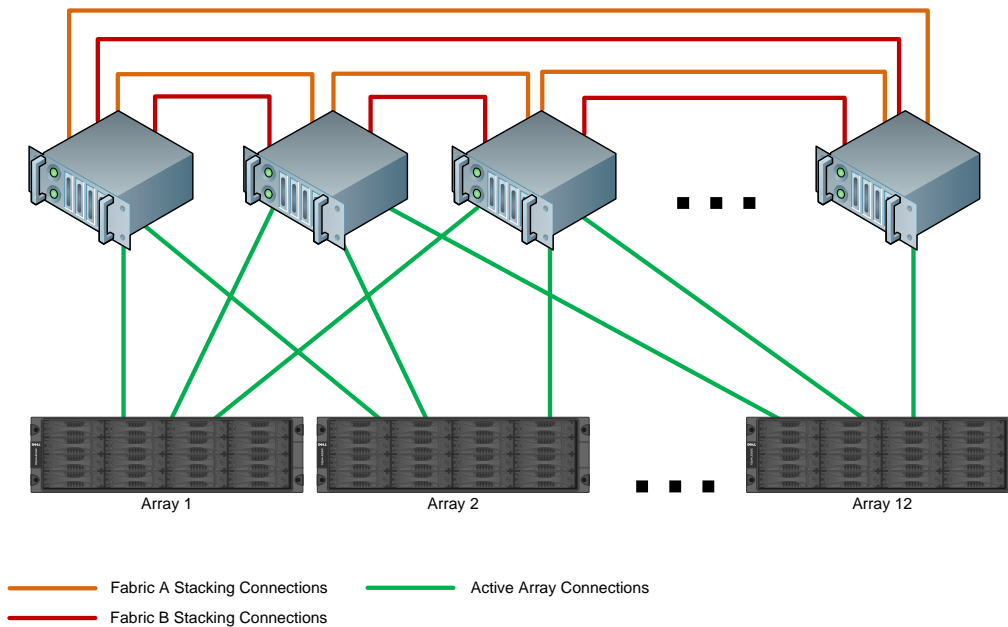 Array 1
Array 2
Array 12
Fabric A Stacking Connections
Active Array Connections
Fabric B Stacking Connections